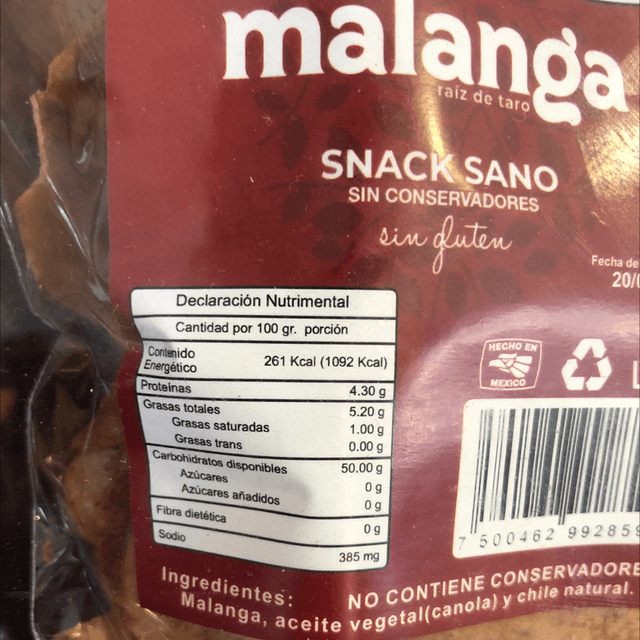 malanga
raíz de taro
SNACK SANO
SIN CONSERVADORES
sin gluten
Fecha de
20/0
Declaración Nutrimental
Cantidad por 100 gr. porción
Contenido Energético 261 Kcal (1092 Kcal)
Proteinas 4.30 g
Grasas totales 5.20 g
Grasas saturadas 1.00 g
Grasas trans 0.00 g
Carbohidratos disponibles 50.00 g
Azúcares 0 g
Azúcares añadidos 0 g
Fibra dietética 0 g
Sodio 385 mg
HECHO EN
MEXICO
L
7 500462 99285
Ingredientes: NO CONTIENE CONSERVADORE
Malanga, aceite vegetal(canola) y chile natural.